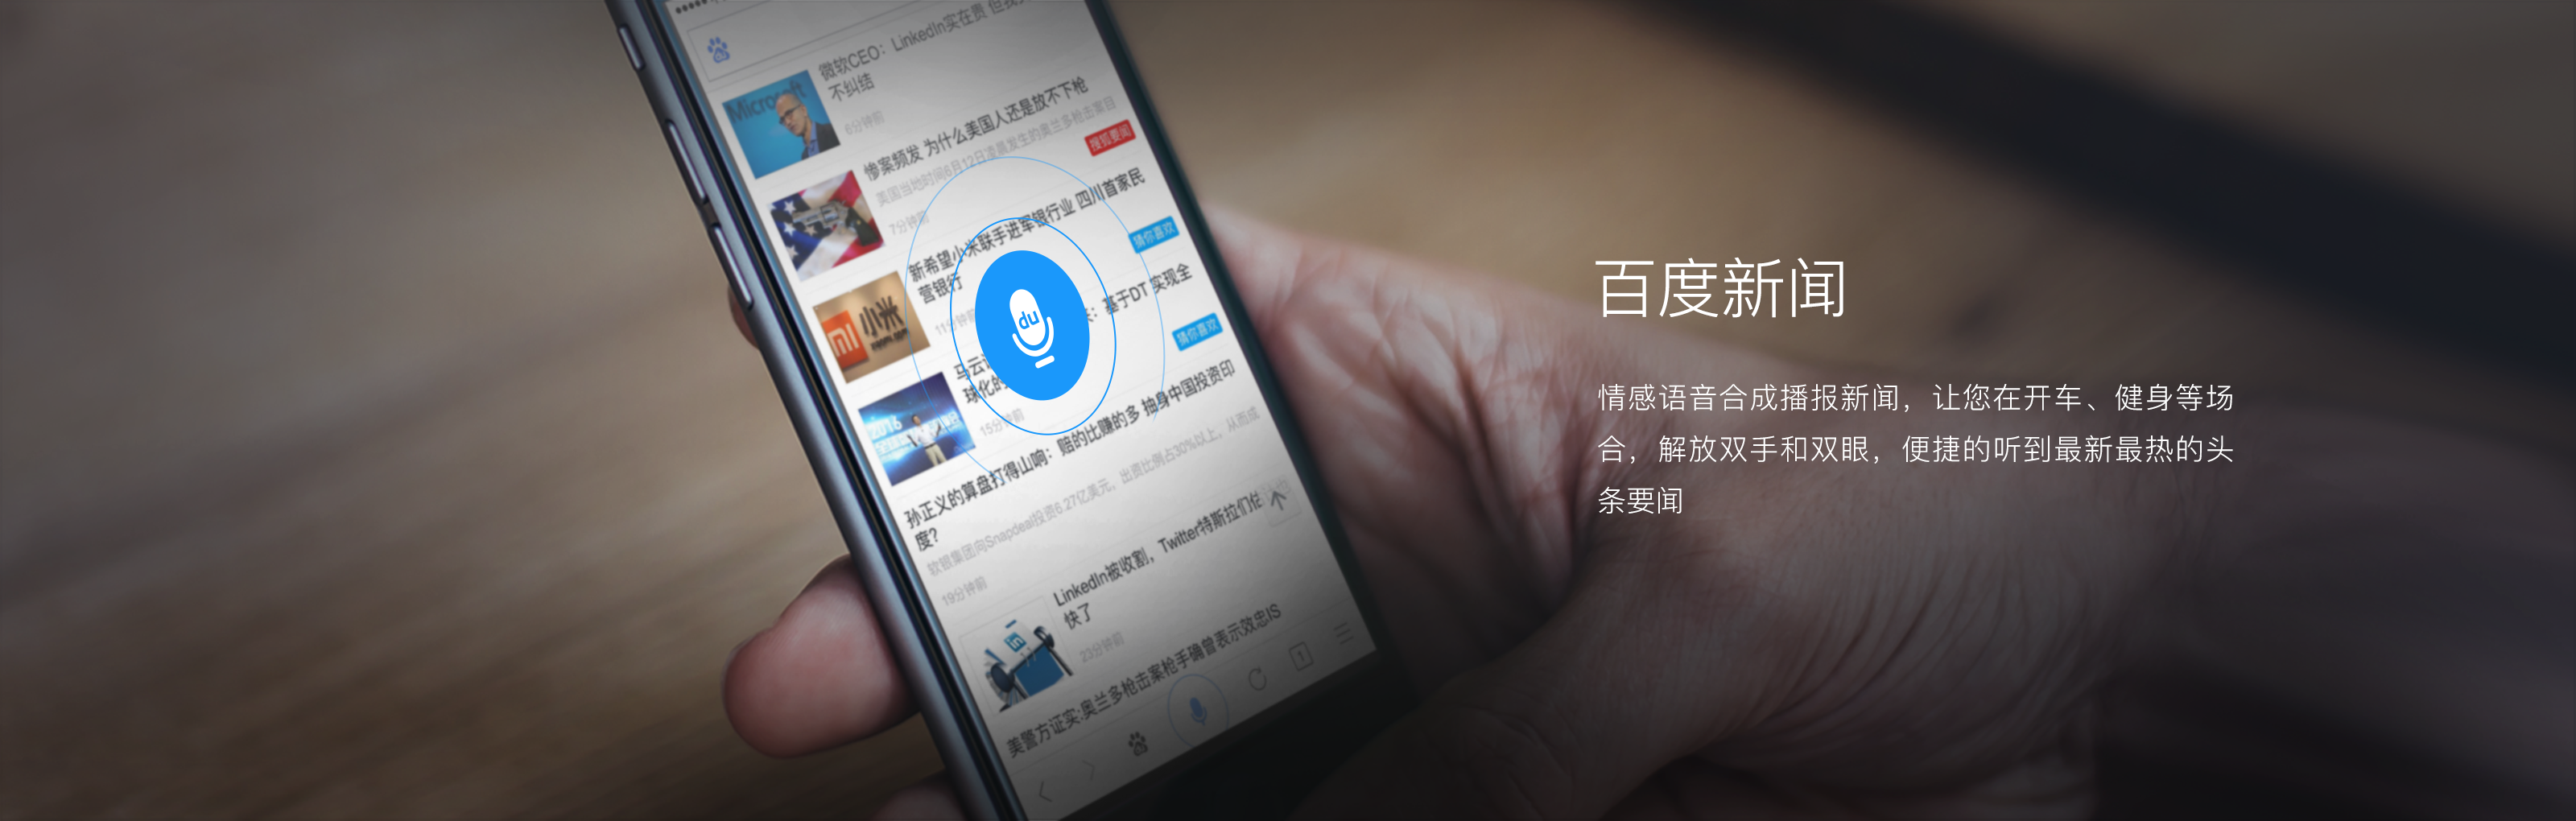 微软CEO：LinkedIn实在贵 但我
不纠结
6分钟前
Microsoft
惨案频发 为什么美国人还是放不下枪
美国当地时间6月12日凌晨发生的奥兰多枪击案目
7分钟前
搜狐要闻
新希望小米联手进军银行业 四川首家民
营银行
11分钟前
猜你喜欢
小米
马云
：基于DT 实现全
球化的
15分钟前
猜你喜欢
2016
du
孙正义的算盘打得山响：赔的比赚的多 抽身中国投资印
度?
软银集团向Snapdeal投资6.27亿美元，出资比例占30%以上，从而成
19分钟前
LinkedIn被收割，Twitter特斯拉们
快了
23分钟前
in
美警方证实:奥兰多枪击案枪手确曾表示效忠IS
1
百度新闻
情感语音合成播报新闻，让您在开车、健身等场
合，解放双手和双眼，便捷的听到最新最热的头
条要闻